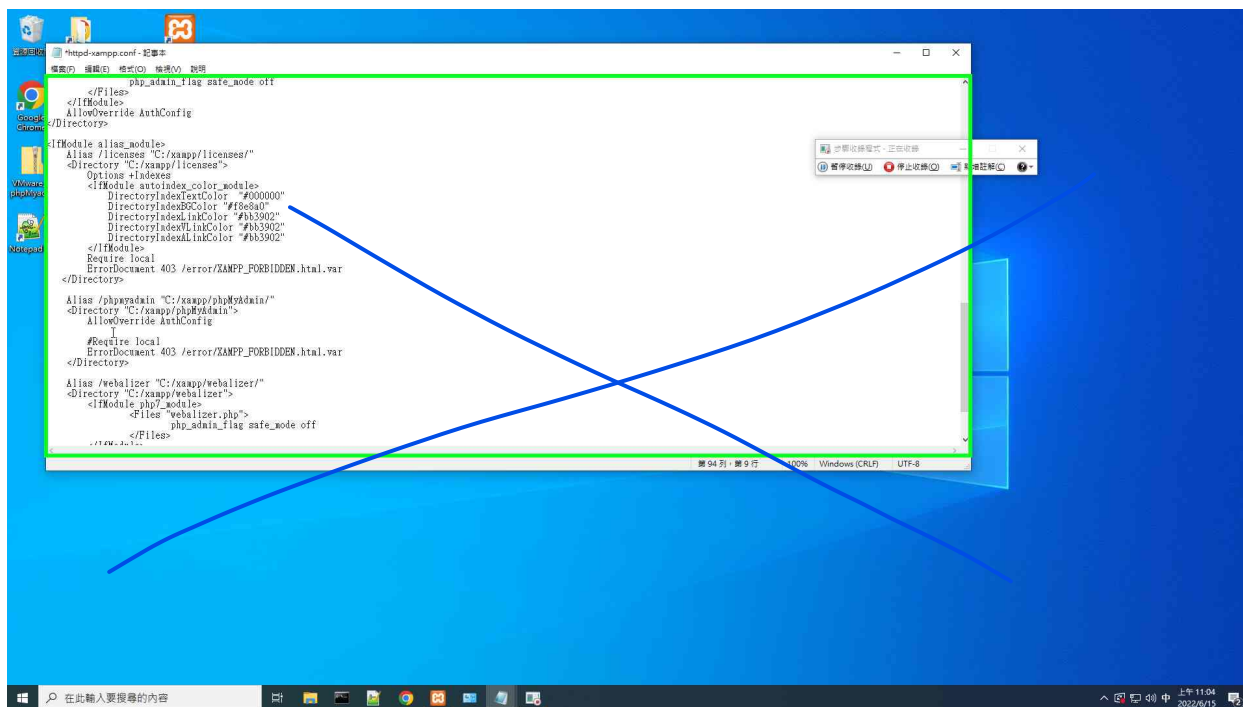 *httpd-xampp.conf - 記事本
檔案(F) 編輯(E) 格式(O) 檢視(V) 說明
php_admin_flag safe_mode off
</Files>
</IfModule>
AllowOverride AuthConfig
</Directory>
<IfModule alias_module>
Alias /licenses "C:/xampp/licenses/"
<Directory "C:/xampp/licenses">
Options +Indexes
<IfModule autoindex_color_module>
DirectoryIndexTextColor "#000000"
DirectoryIndexBGColor "#f8e8a0"
DirectoryIndexLinkColor "#bb3902"
DirectoryIndexVLinkColor "#bb3902"
DirectoryIndexALinkColor "#bb3902"
</IfModule>
Require local
ErrorDocument 403 /error/XAMPP_FORBIDDEN.html.var
</Directory>
Alias /phpmyadmin "C:/xampp/phpMyAdmin/"
<Directory "C:/xampp/phpMyAdmin">
AllowOverride AuthConfig
#Require local
ErrorDocument 403 /error/XAMPP_FORBIDDEN.html.var
</Directory>
Alias /webalizer "C:/xampp/webalizer/"
<Directory "C:/xampp/webalizer">
<IfModule php7_module>
<Files "webalizer.php">
php_admin_flag safe_mode off
</Files>
</IfModule>
第 94 列，第 9 行 100% Windows (CRLF) UTF-8
步驟收錄程式 - 正在收錄
暫停收錄(U) 停止收錄(O) 新增註解(C)
Google
Chrome
VMware
Notepad
在此輸入要搜尋的內容
中
上午 11:04
2022/6/15